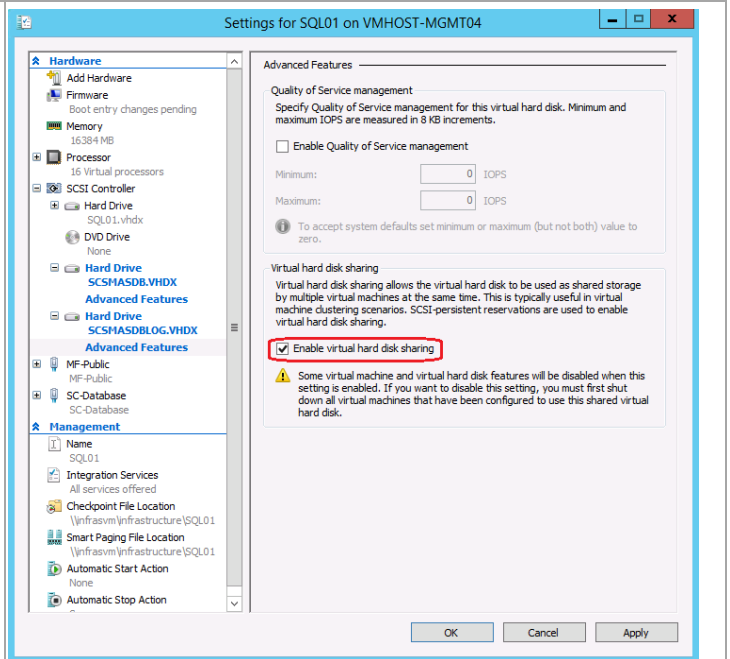 Settings for SQL01 on VMHOST-MGMT04
Hardware
Add Hardware
Firmware
Boot entry changes pending
Memory
16384 MB
Processor
16 Virtual processors
SCSI Controller
Hard Drive
SQL01.vhdx
DVD Drive
None
Hard Drive
SCSMASDB.VHDX
Advanced Features
Hard Drive
SCSMASDBLOG.VHDX
Advanced Features
MF-Public
MF-Public
SC-Database
SC-Database
Management
Name
SQL01
Integration Services
All services offered
Checkpoint File Location
\\infrasvm\infrastructure\SQL01
Smart Paging File Location
\\infrasvm\infrastructure\SQL01
Automatic Start Action
None
Automatic Stop Action
Advanced Features
Quality of Service management
Specify Quality of Service management for this virtual hard disk. Minimum and
maximum IOPS are measured in 8 KB increments.
Enable Quality of Service management
Minimum: 0 IOPS
Maximum: 0 IOPS
To accept system defaults set minimum or maximum (but not both) value to
zero.
Virtual hard disk sharing
Virtual hard disk sharing allows the virtual hard disk to be used as shared storage
by multiple virtual machines at the same time. This is typically useful in virtual
machine clustering scenarios. SCSI-persistent reservations are used to enable
virtual hard disk sharing.
Enable virtual hard disk sharing
Some virtual machine and virtual hard disk features will be disabled when this
setting is enabled. If you want to disable this setting, you must first shut
down all virtual machines that have been configured to use this shared virtual
hard disk.
OK Cancel Apply